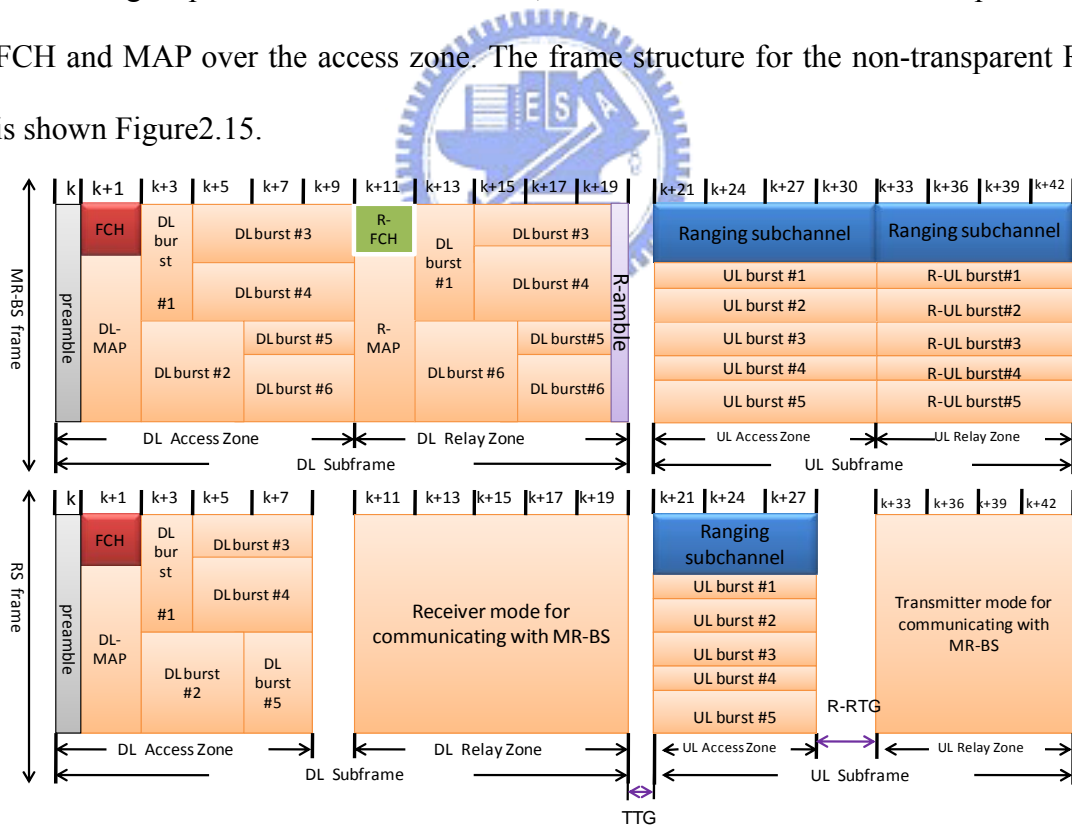 FCH and MAP over the access zone. The frame structure for the non-transparent
is shown Figure2.15.
ESA
k k+1 k+3 k+5 k+7 k+9 k+11 k+13 k+15 k+17 k+19 k+21 k+24 k+27 k+30 k+33 k+36 k+39 k+42
MR-BS frame
preamble
FCH
DL-
MAP
DL
bur
st
#1
DL burst #3
DL burst #4
DL burst #2
DL burst #5
DL burst #6
R-
FCH
R-
MAP
DL
burst
#1
DL burst #3
DL burst #4
DL burst #6
DL burst#5
DL burst#6
R-amble
Ranging subchannel
Ranging subchannel
UL burst #1
UL burst #2
UL burst #3
UL burst #4
UL burst #5
R-UL burst#1
R-UL burst#2
R-UL burst#3
R-UL burst#4
R-UL burst#5
DL Access Zone
DL Relay Zone
UL Access Zone
UL Relay Zone
DL Subframe
UL Subframe
k k+1 k+3 k+5 k+7 k+11 k+13 k+15 k+17 k+19 k+21 k+24 k+27 k+33 k+36 k+39 k+42
RS frame
preamble
FCH
DL-
MAP
DL
bur
st
#1
DL burst #3
DL burst #4
DL burst
#2
DL
burst
#5
Receiver mode for
communicating with MR-BS
Ranging
subchannel
UL burst #1
UL burst #2
UL burst #3
UL burst #4
UL burst #5
R-RTG
Transmitter mode for
communicating with
MR-BS
DL Access Zone
DL Relay Zone
UL Access Zone
UL Relay Zone
DL Subframe
UL Subframe
TTG